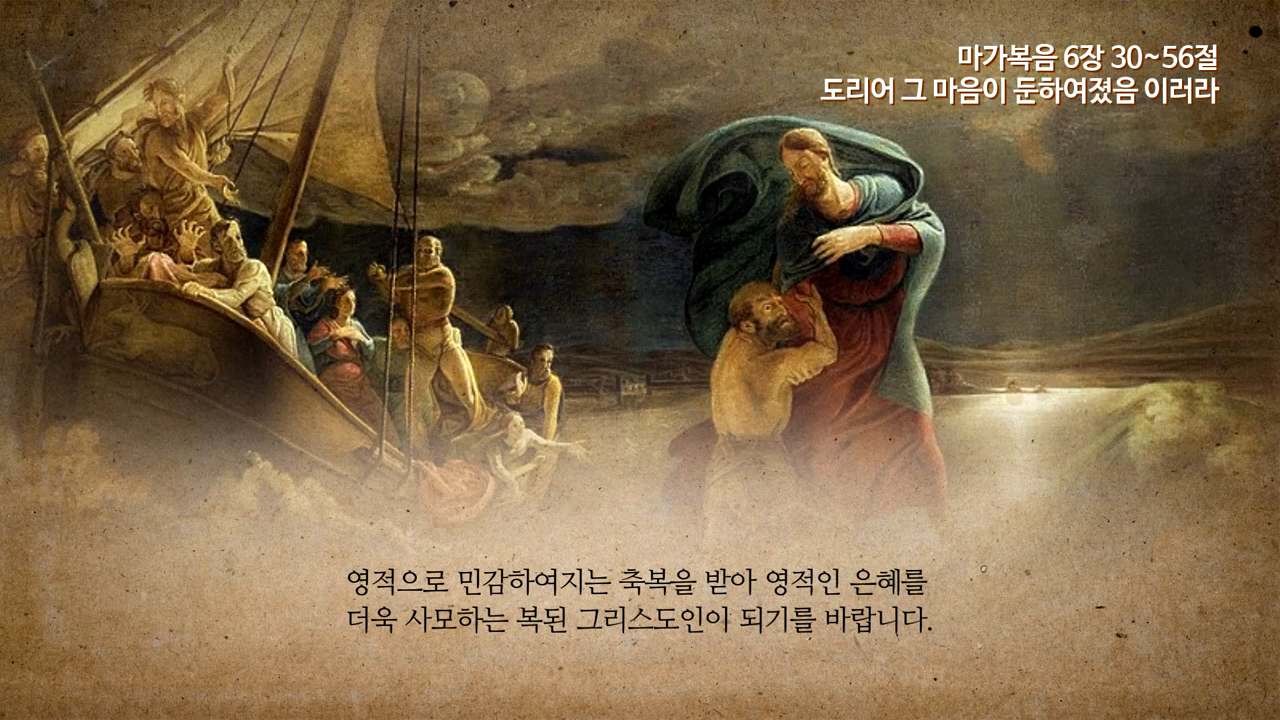 마가복음 6장 30~56절
도리어 그 마음이 둔하여졌음 이러라
영적으로 민감하여지는 축복을 받아 영적인 은혜를
더욱 사모하는 복된 그리스도인이 되기를 바랍니다.